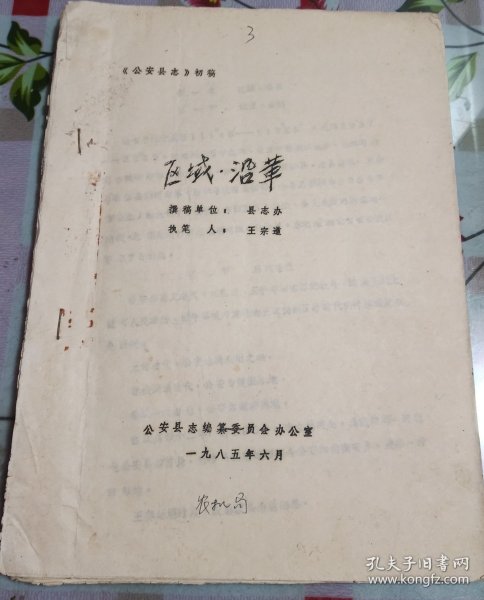 3
《公安县志》初稿
区域·沿革
撰稿单位：县志办
执笔人：王宗道
公安县志编纂委员会办公室
一九八五年六月
农机局
孔夫子旧书网
www.kongfz.com